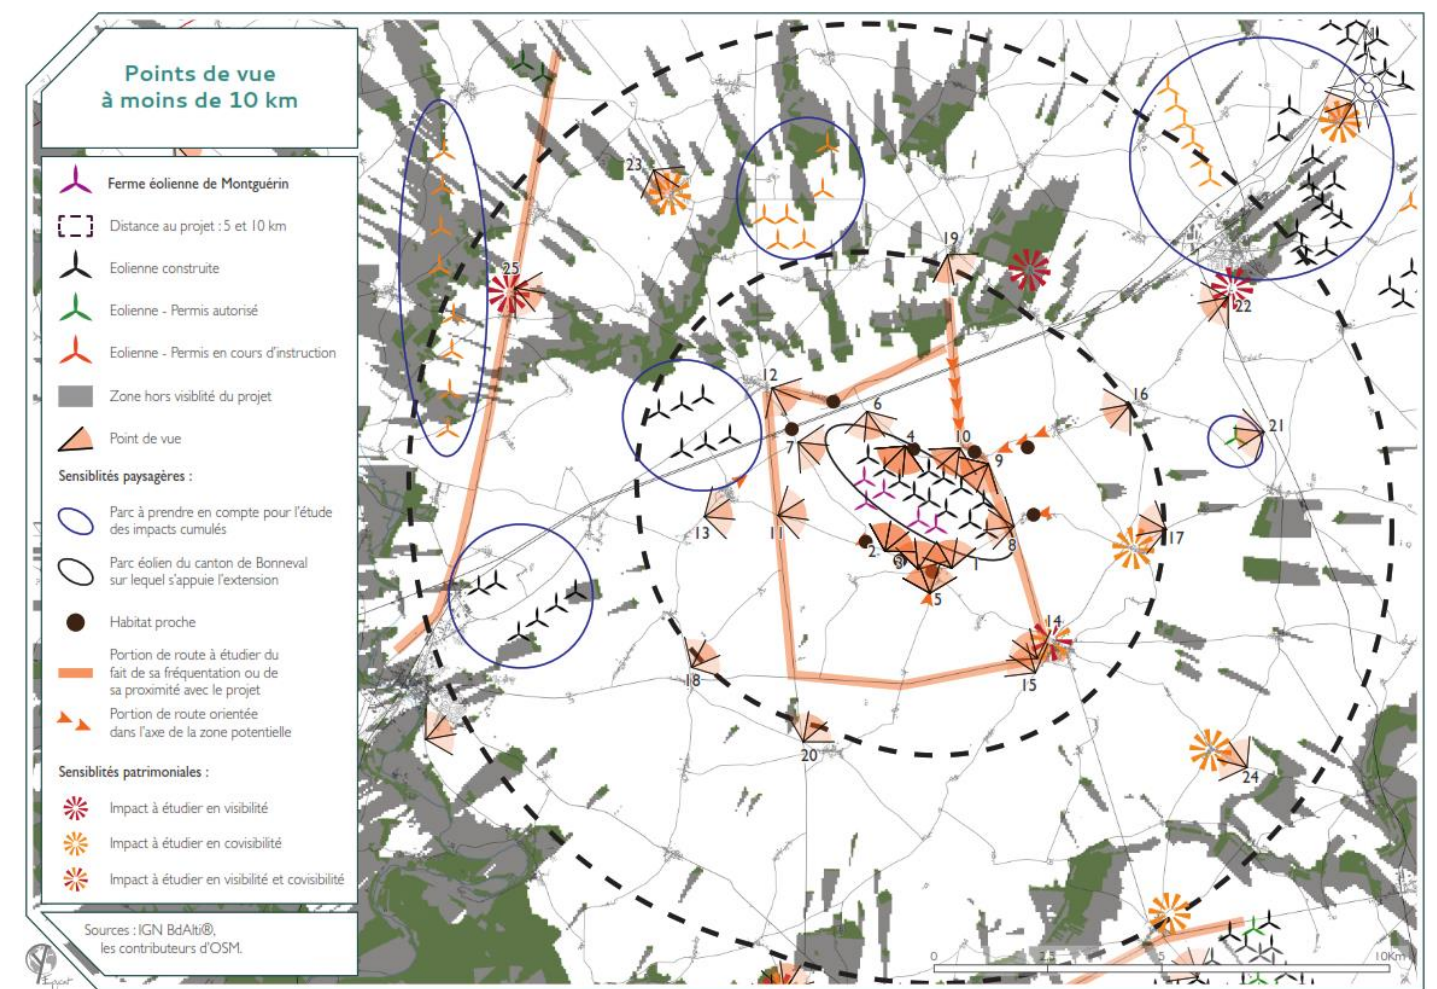 Points de vue
à moins de 10 km
Ferme éolienne de Montguérin
Distance au projet : 5 et 10 km
Eolienne construite
Eolienne - Permis autorisé
Eolienne - Permis en cours d'instruction
Zone hors visiblité du projet
Point de vue
Sensiblités paysagères :
Parc à prendre en compte pour l'étude
des impacts cumulés
Parc éolien du canton de Bonneval
sur lequel s'appuie l'extension
Habitat proche
Portion de route à étudier du
fait de sa fréquentation ou de
sa proximité avec le projet
Portion de route orientée
dans l'axe de la zone potentielle
Sensiblités patrimoniales :
Impact à étudier en visibilité
Impact à étudier en covisibilité
Impact à étudier en visibilité et covisibilité
Sources : IGN BdAlti®,
les contributeurs d'OSM.
N
23
19
25
22
12
16
6
21
4
10
7
9
13
11
2
8
17
1
5
14
18
15
20
24
0
2.5
5
10Km